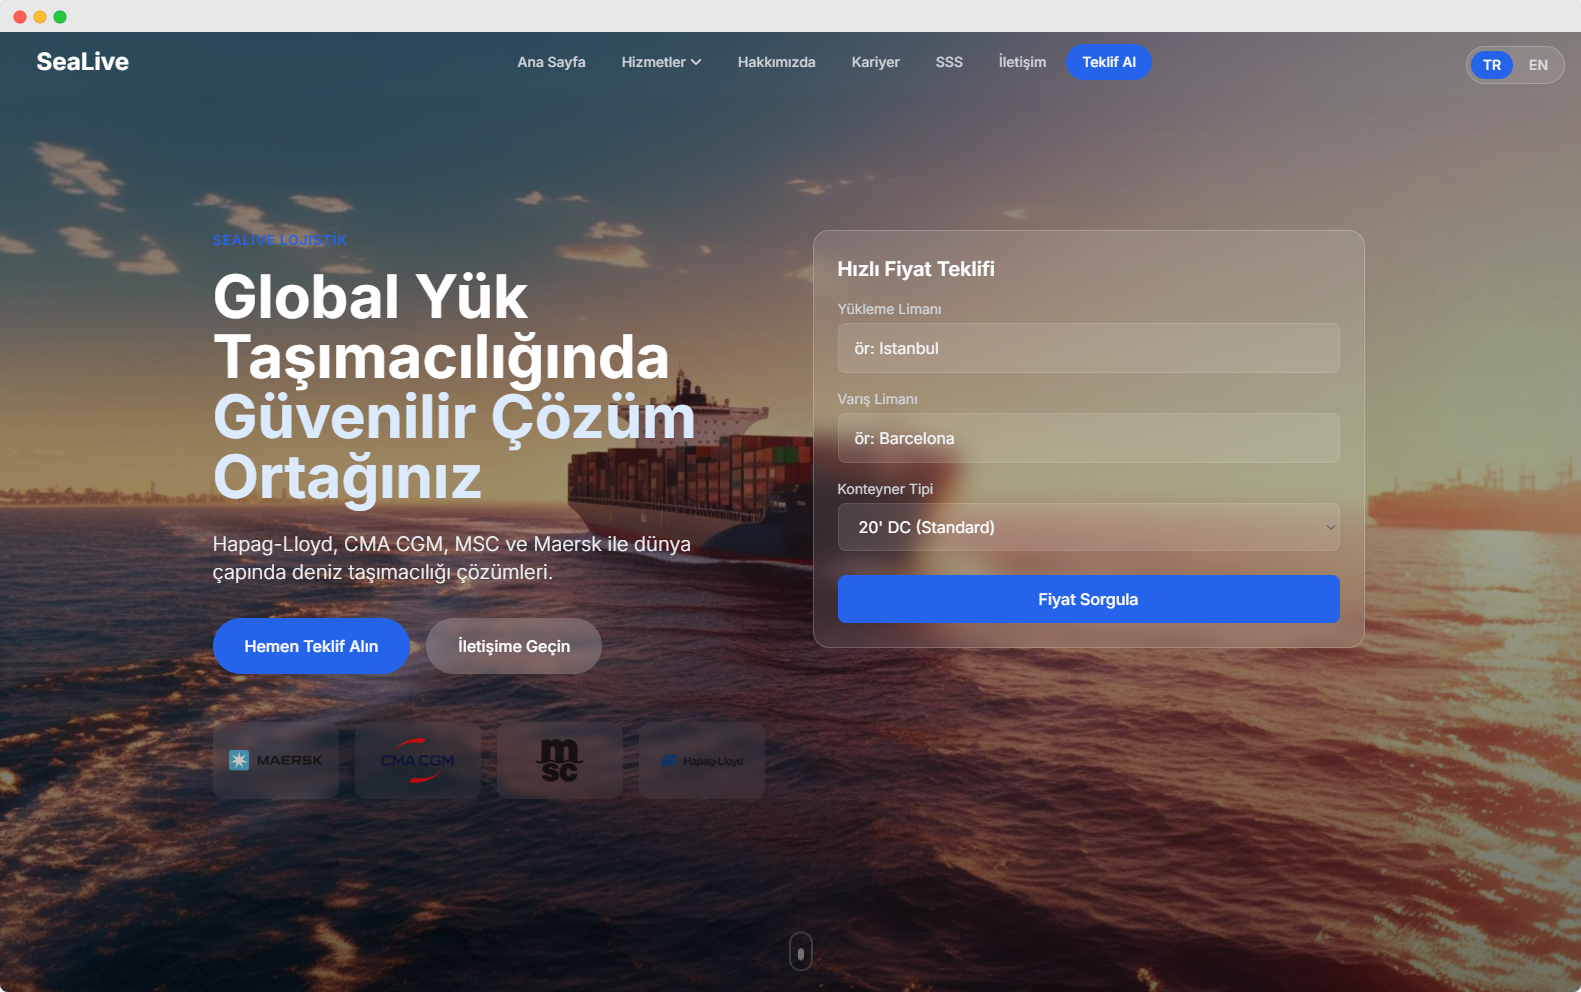 SeaLive
Ana Sayfa
Hizmetler
Hakkımızda
Kariyer
SSS
İletişim
Teklif Al
TR
EN
SEALIVE LOJİSTİK
Global Yük
Taşımacılığında
Güvenilir Çözüm
Ortağınız
Hapag-Lloyd, CMA CGM, MSC ve Maersk ile dünya
çapında deniz taşımacılığı çözümleri.
Hemen Teklif Alın
İletişime Geçin
MAERSK
CMA CGM
msc
Hapag-Lloyd
Hızlı Fiyat Teklifi
Yükleme Limanı
ör: Istanbul
Varış Limanı
ör: Barcelona
Konteyner Tipi
20' DC (Standard)
Fiyat Sorgula